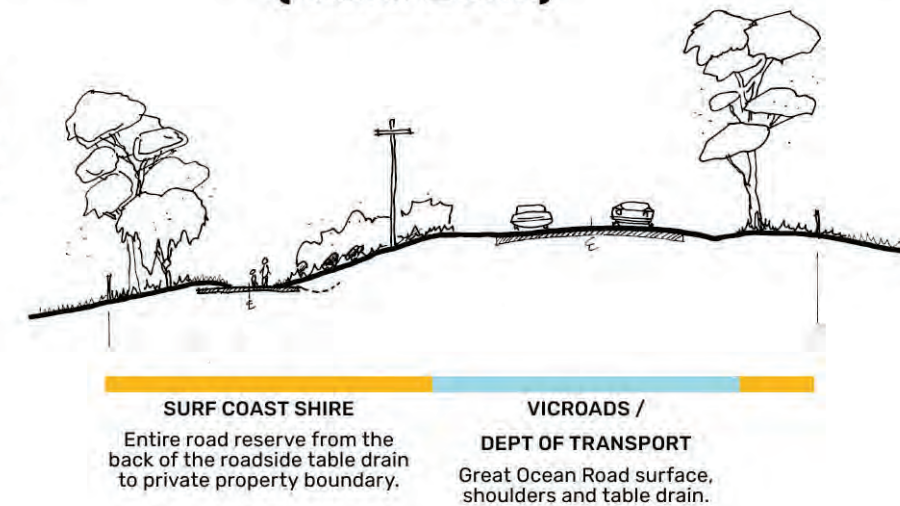 SURF COAST SHIRE
Entire road reserve from the
back of the roadside table drain
to private property boundary.
VICROADS /
DEPT OF TRANSPORT
Great Ocean Road surface,
shoulders and table drain.